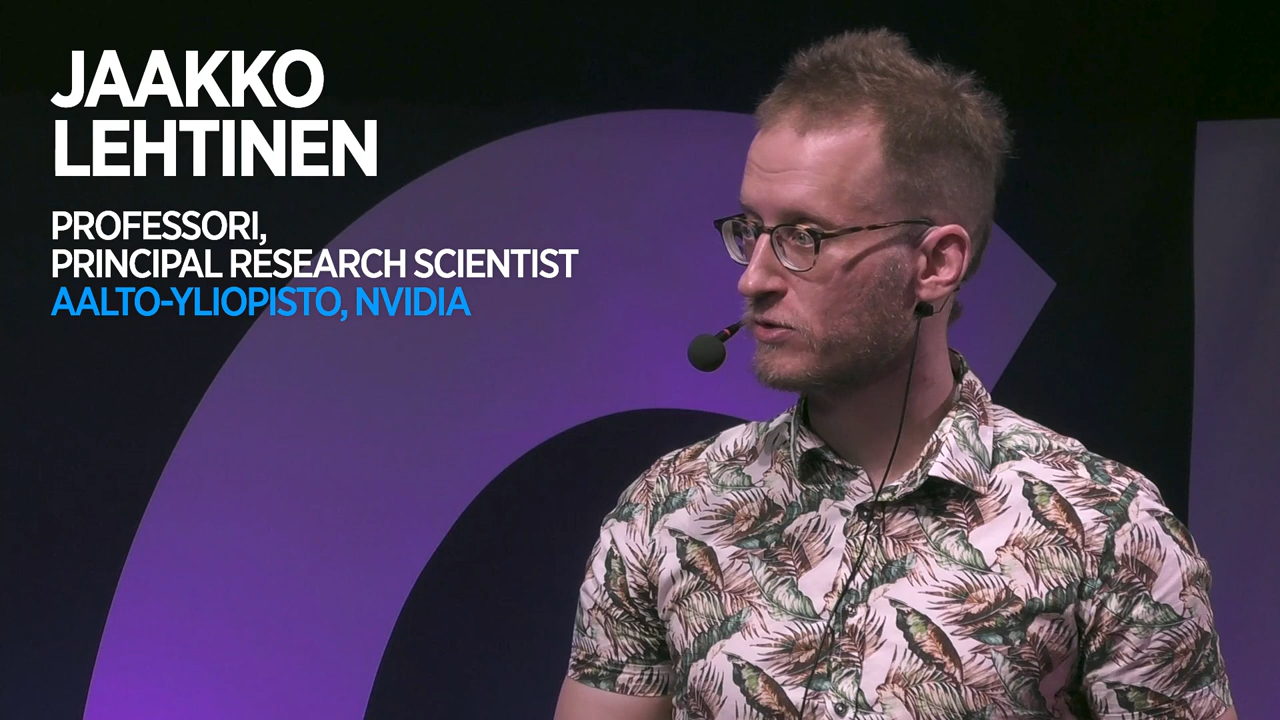 JAAKKO
LEHTINEN
PROFESSORI,
PRINCIPAL RESEARCH SCIENTIST
AALTO-YLIOPISTO, NVIDIA